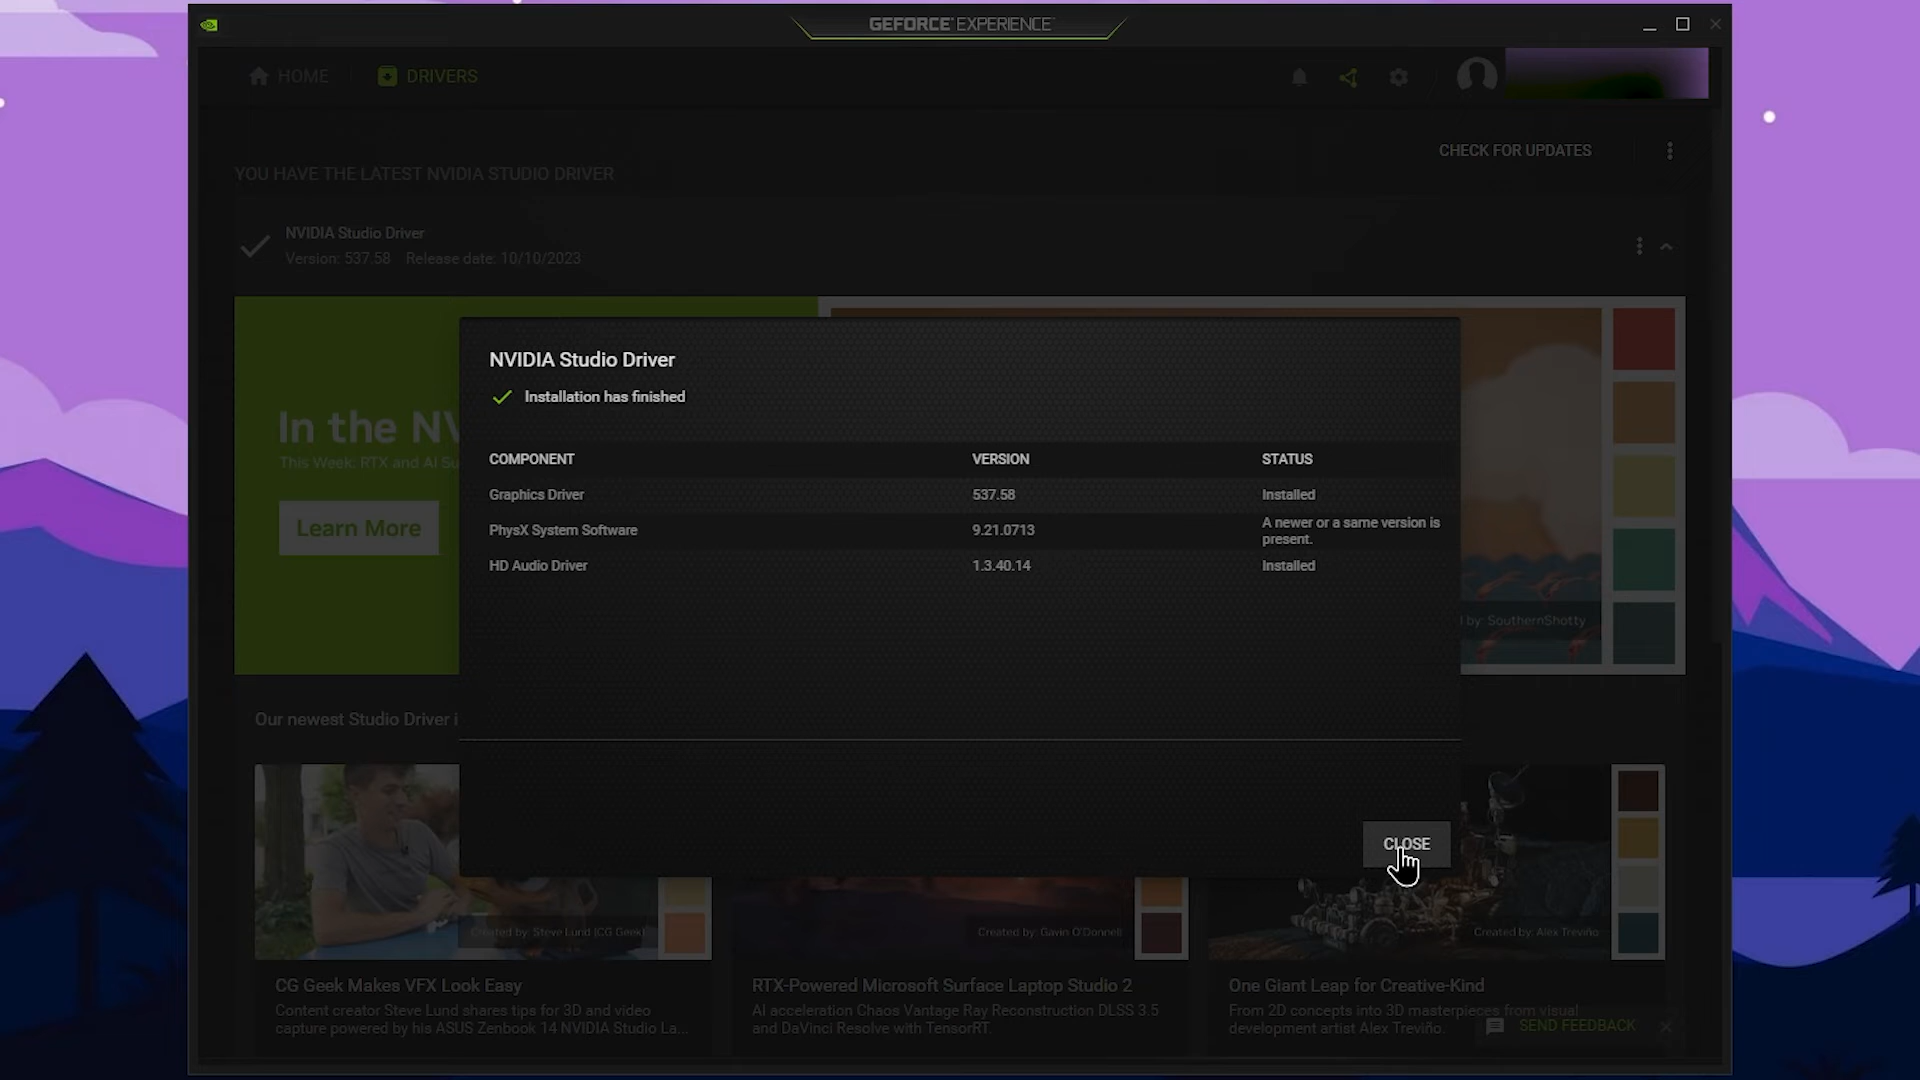 GEFORCE EXPERIENCE
HOME
DRIVERS
CHECK FOR UPDATES
YOU HAVE THE LATEST NVIDIA STUDIO DRIVER
NVIDIA Studio Driver
Version: 537.58 Release date: 10/10/2023
In the NV
This Week: RTX and AI Su
Learn More
NVIDIA Studio Driver
Installation has finished
COMPONENT VERSION STATUS
Graphics Driver 537.58 Installed
PhysX System Software 9.21.0713 A newer or a same version is
present.
HD Audio Driver 1.3.40.14 Installed
l by: SouthernShotty
Our newest Studio Driver i
CLOSE
Created by: Steve Lund (CG Geek)
Created by: Gavin O'Donnell
Created by: Alex Treviño
CG Geek Makes VFX Look Easy
Content creator Steve Lund shares tips for 3D and video
capture powered by his ASUS Zenbook 14 NVIDIA Studio La...
RTX-Powered Microsoft Surface Laptop Studio 2
AI acceleration Chaos Vantage Ray Reconstruction DLSS 3.5
and DaVinci Resolve with TensorRT.
One Giant Leap for Creative-Kind
From 2D concepts into 3D masterpieces from visual
development artist Alex Treviño.
SEND FEEDBACK